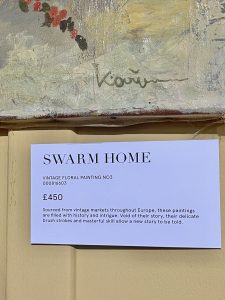 SWARM HOME
VINTAGE FLORAL PAINTING NO3
£450
Sourced from vintage markets throughout Europe, these paintings
are filled with history and intrigue. Void of their story, their delicate
brush strokes and masterful skill allow a new story to be told.